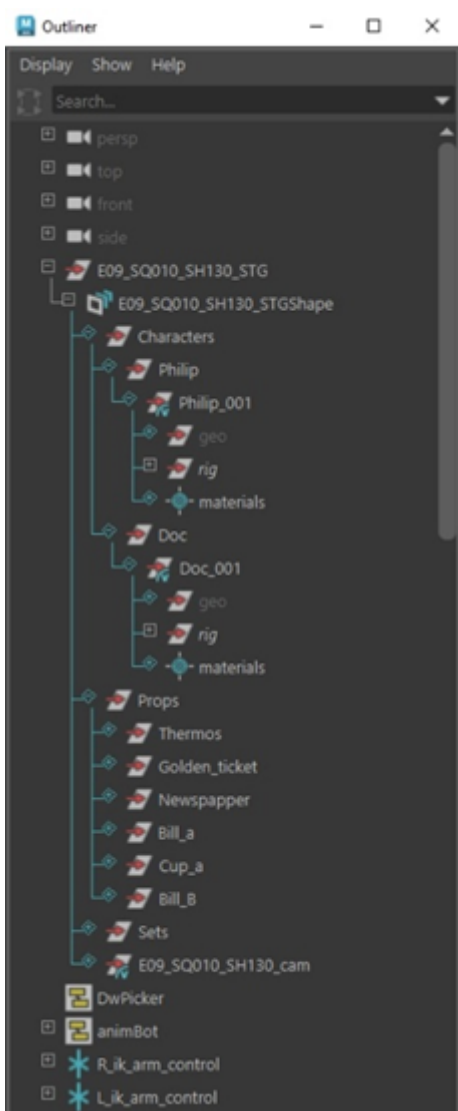 Outliner
Display Show Help
Search...
persp
top
front
side
E09_SQ010_SH130_STG
E09_SQ010_SH130_STGShape
Characters
Philip
Philip_001
geo
rig
materials
Doc
Doc_001
geo
rig
materials
Props
Thermos
Golden_ticket
Newspapper
Bill_a
Cup_a
Bill_B
Sets
E09_SQ010_SH130_cam
DwPicker
animBot
R_ik_arm_control
L_ik_arm_control